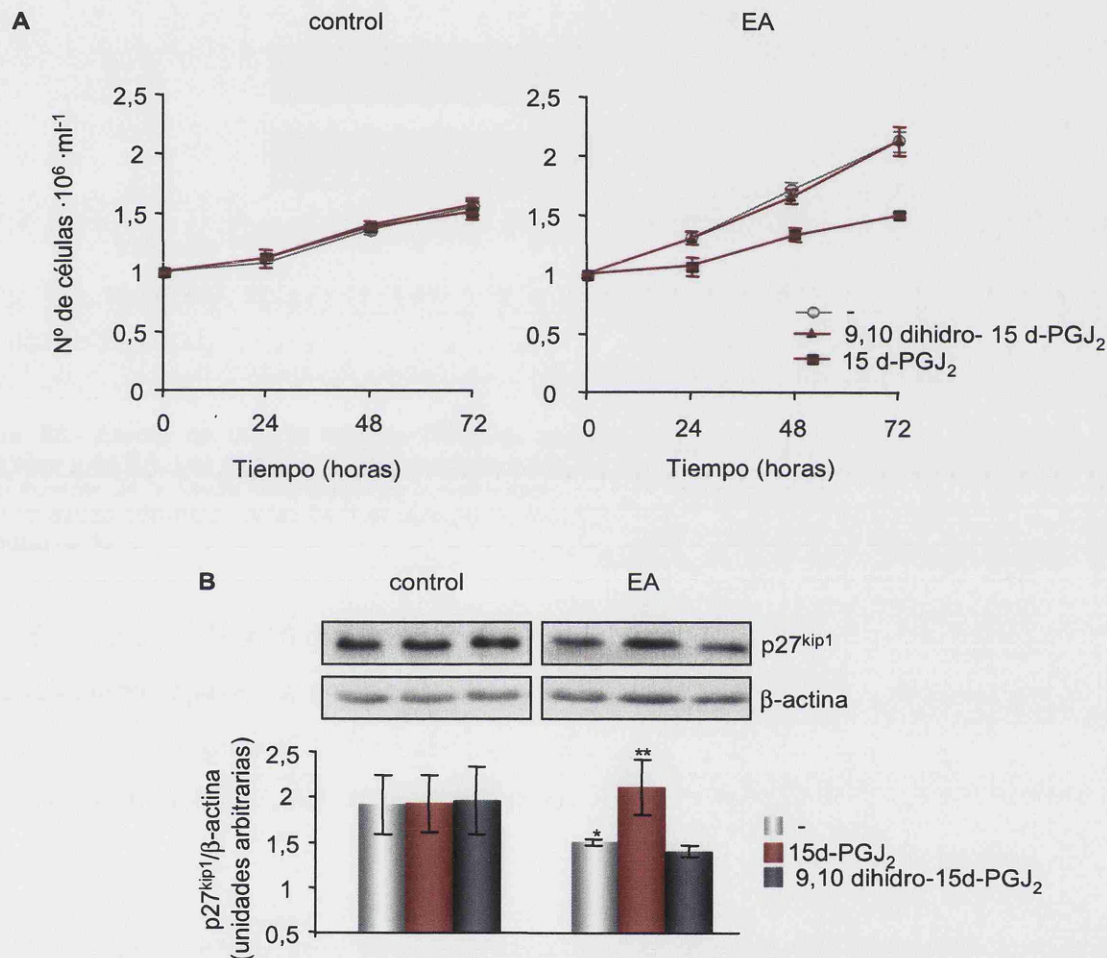 A
control
EA
Nº de células ·10⁶ ·ml⁻¹
2,5
2
1,5
1
0,5
0
0
24
48
72
Tiempo (horas)
2,5
2
1,5
1
0,5
0
0
24
48
72
Tiempo (horas)
-
9,10 dihidro- 15 d-PGJ₂
15 d-PGJ₂
B
control
EA
p27ᵏⁱᵖ¹
β-actina
p27ᵏⁱᵖ¹/β-actina
(unidades arbitrarias)
2,5
2
1,5
1
0,5
*
**
-
15d-PGJ₂
9,10 dihidro-15d-PGJ₂